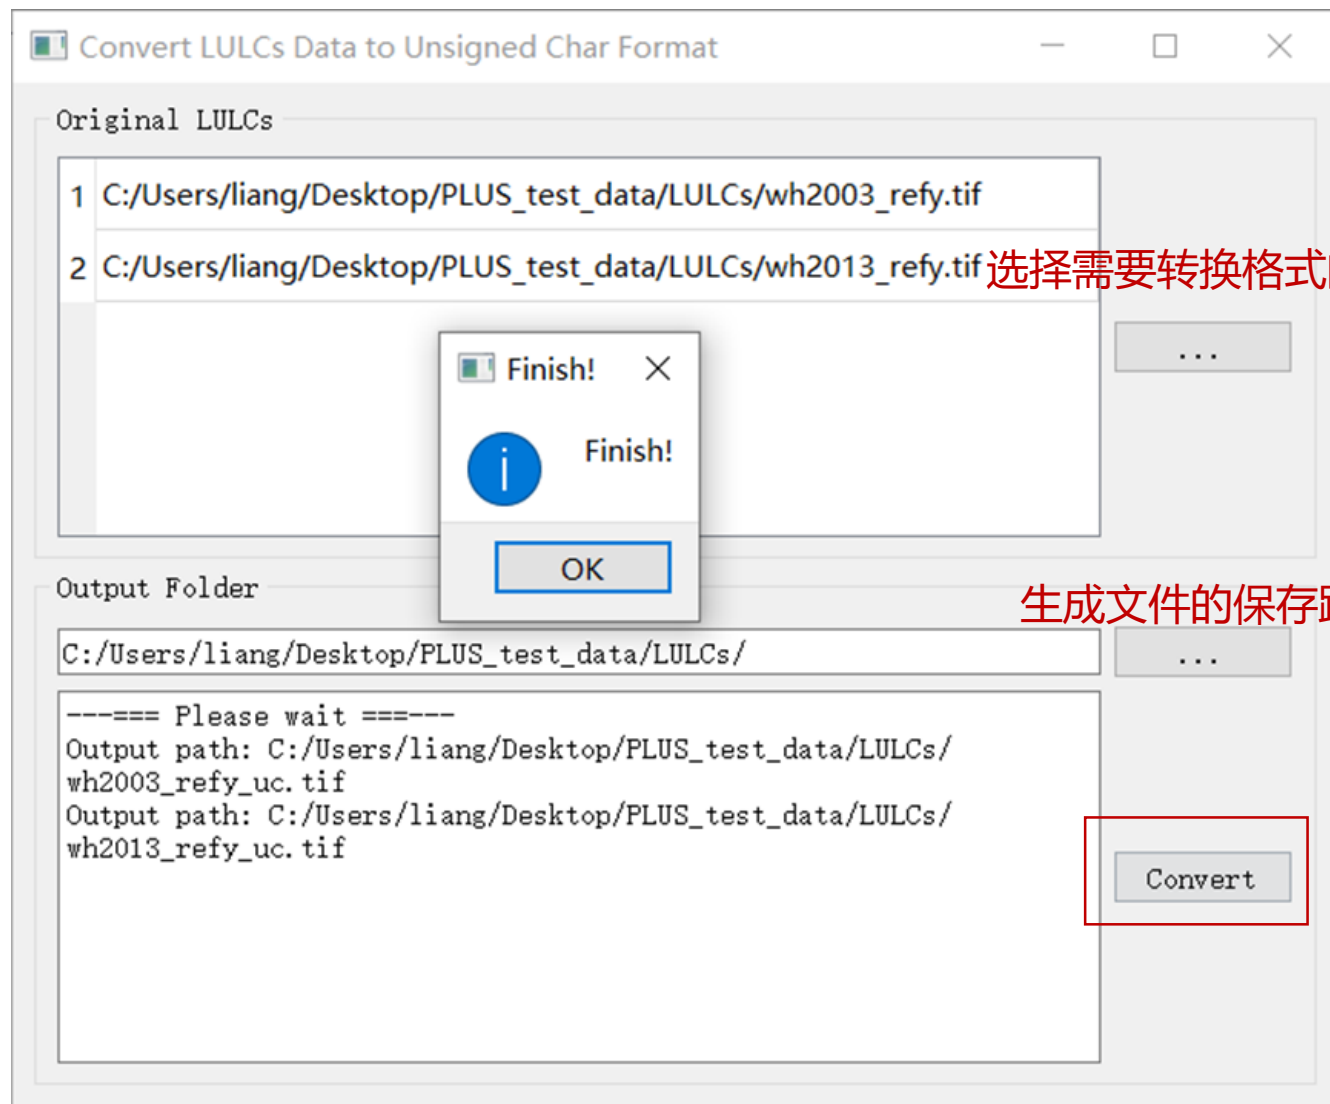 Convert LULCs Data to Unsigned Char Format
Original LULCs
1 C:/Users/liang/Desktop/PLUS_test_data/LULCs/wh2003_refy.tif
2 C:/Users/liang/Desktop/PLUS_test_data/LULCs/wh2013_refy.tif
选择需要转换格式
...
Finish!
Finish!
OK
Output Folder
生成文件的保存
C:/Users/liang/Desktop/PLUS_test_data/LULCs/
...
---=== Please wait ===---
Output path: C:/Users/liang/Desktop/PLUS_test_data/LULCs/
wh2003_refy_uc.tif
Output path: C:/Users/liang/Desktop/PLUS_test_data/LULCs/
wh2013_refy_uc.tif
Convert